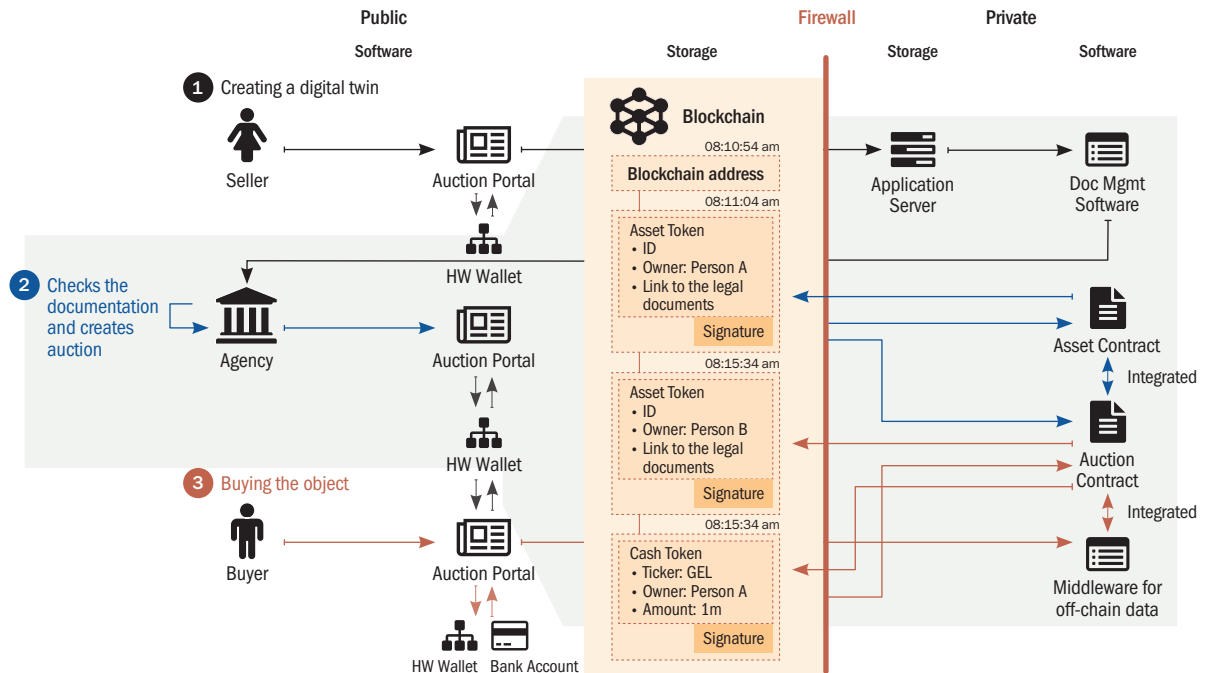 Public
Firewall
Private
Software
Storage
Storage
Software
1 Creating a digital twin
Seller
Auction Portal
HW Wallet
Blockchain
08:10:54 am
Blockchain address
08:11:04 am
Asset Token
• ID
• Owner: Person A
• Link to the legal
documents
Signature
08:15:34 am
Asset Token
• ID
• Owner: Person B
• Link to the legal
documents
Signature
08:15:34 am
Cash Token
• Ticker: GEL
• Owner: Person A
• Amount: 1m
Signature
Application
Server
Doc Mgmt
Software
2 Checks the
documentation
and creates
auction
Agency
Auction Portal
HW Wallet
Asset Contract
Integrated
Auction
Contract
Integrated
Middleware for
off-chain data
3 Buying the object
Buyer
Auction Portal
HW Wallet
Bank Account